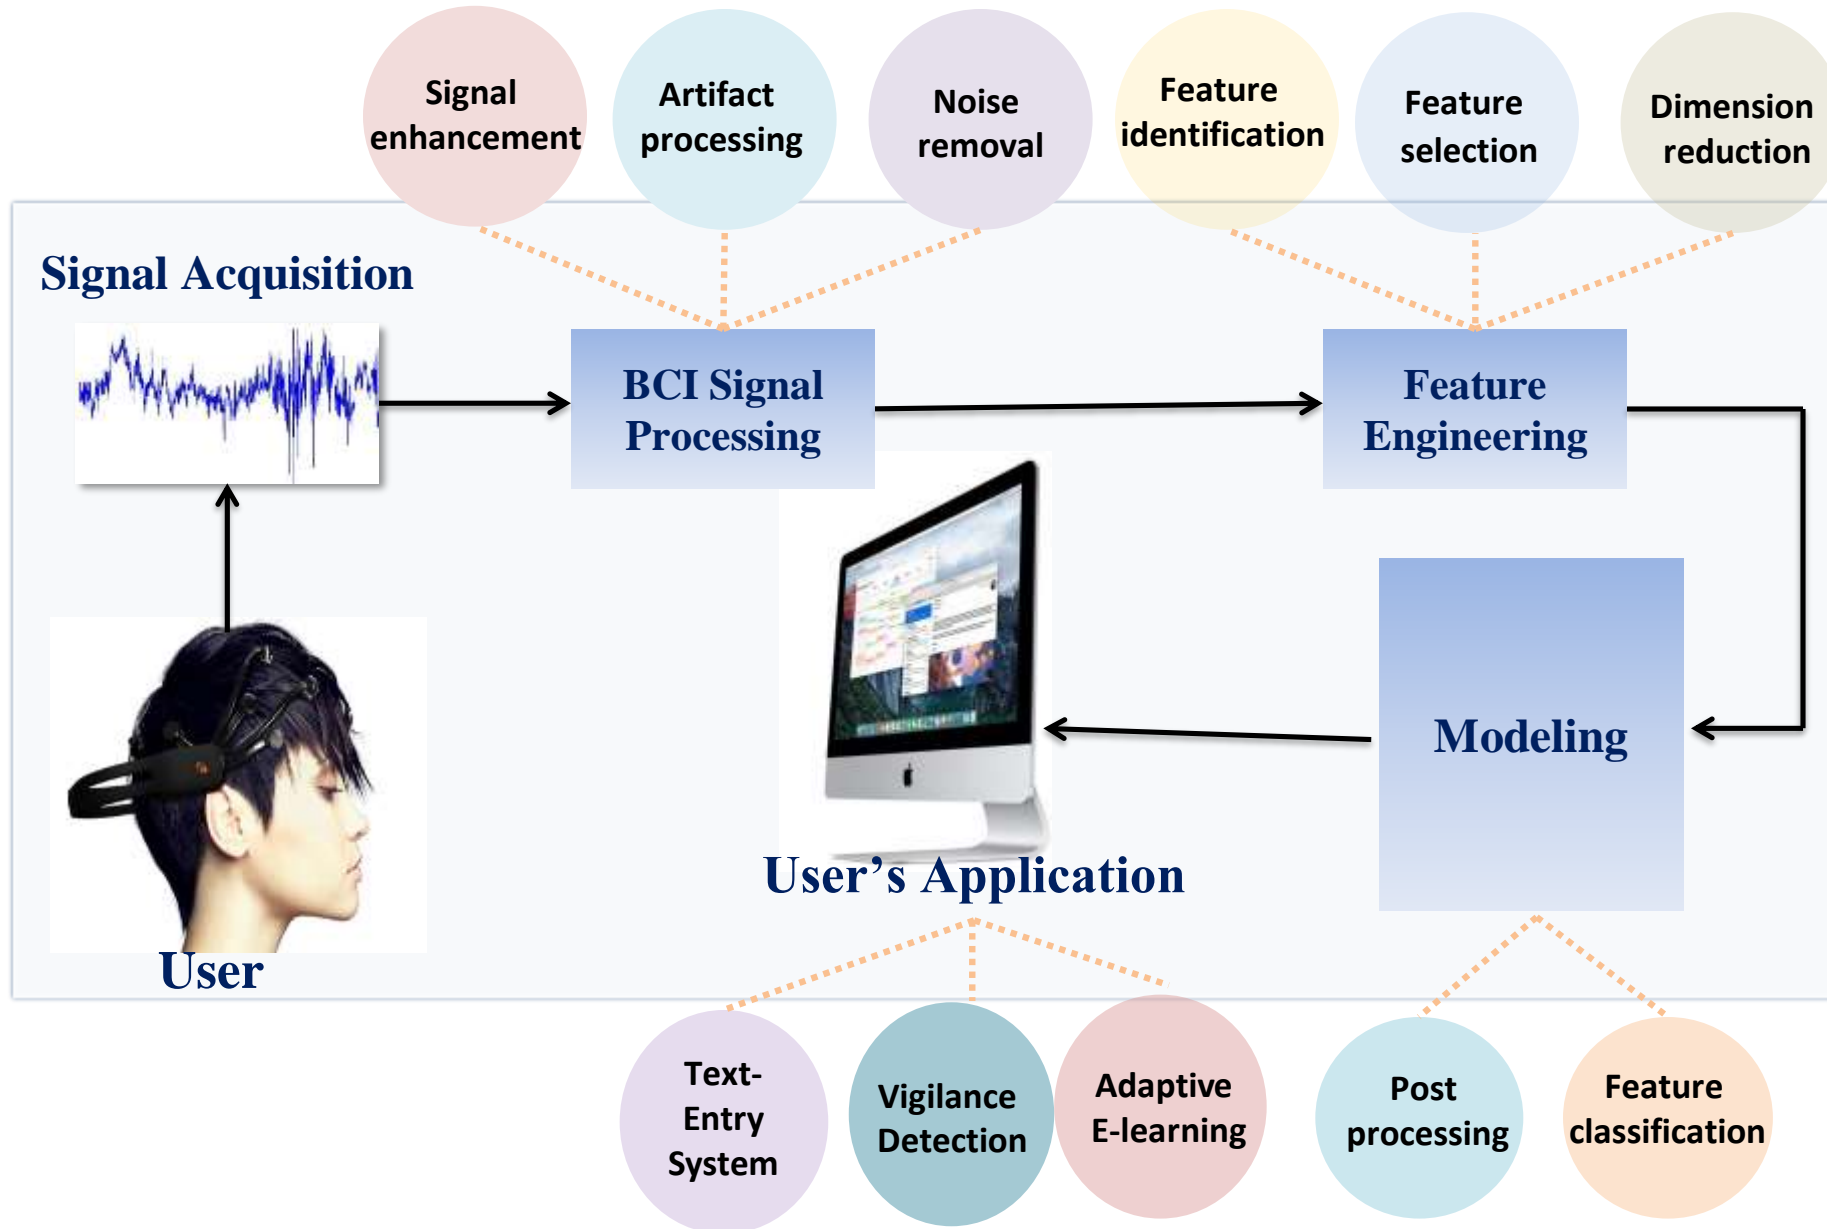 Signal
enhancement
Artifact
processing
Noise
removal
Feature
identification
Feature
selection
Dimension
reduction
Signal Acquisition
BCI Signal
Processing
Feature
Engineering
Modeling
User's Application
User
Text-
Entry
System
Vigilance
Detection
Adaptive
E-learning
Post
processing
Feature
classification